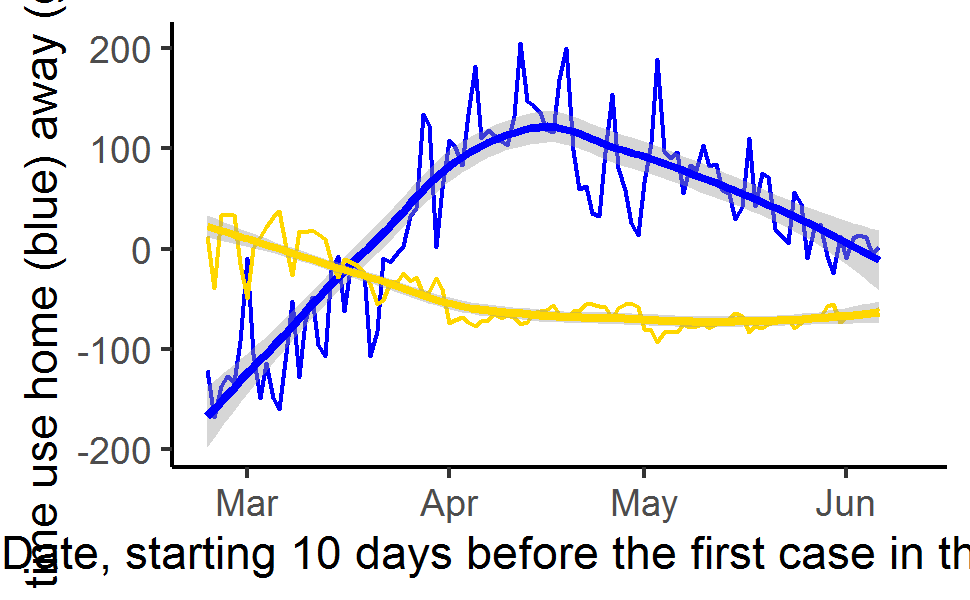 time use home (blue) away (
200
100
0
-100
-200
Mar Apr May Jun
Date, starting 10 days before the first case in th